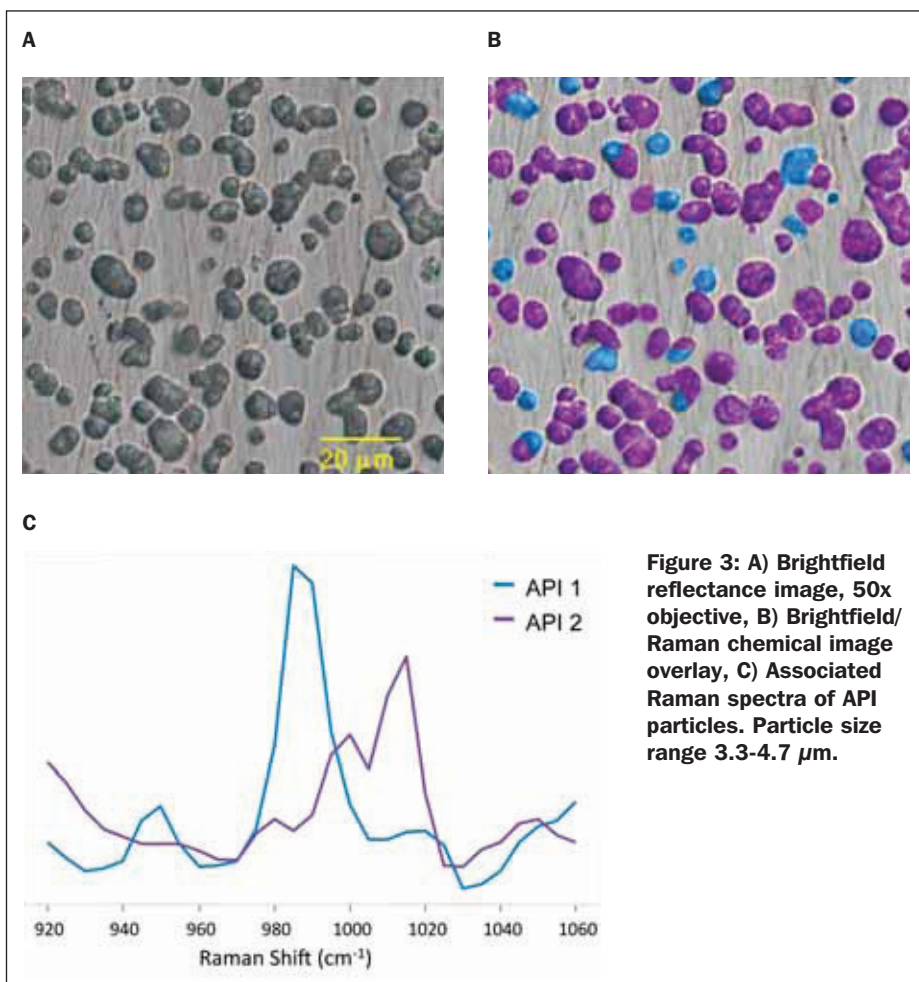 A
B
20 µm
C
API 1
API 2
920 940 960 980 1000 1020 1040 1060
Raman Shift (cm⁻¹)
Figure 3: A) Brightfield
reflectance image, 50x
objective, B) Brightfield/
Raman chemical image
overlay, C) Associated
Raman spectra of API
particles. Particle size
range 3.3-4.7 µm.